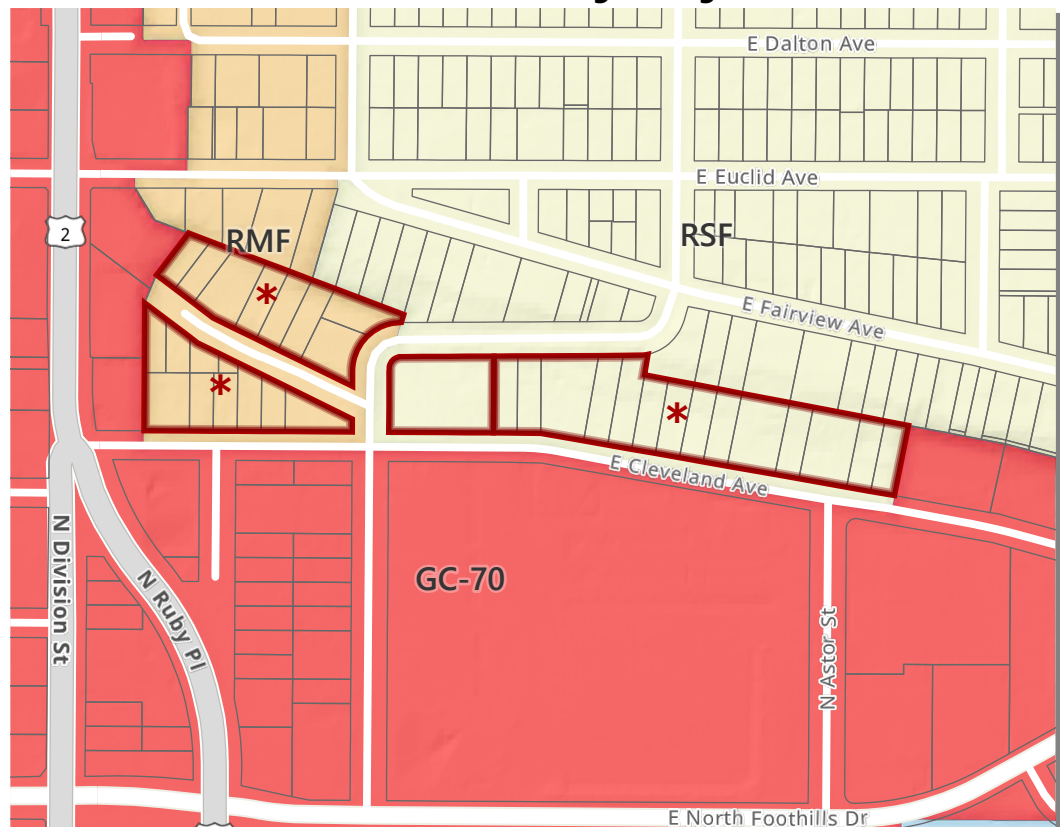 E Dalton Ave
E Euclid Ave
2
RMF
RSF
*
E Fairview Ave
*
*
E Cleveland Ave
GC-70
N Division St
N Ruby Pl
N Astor St
E North Foothills Dr